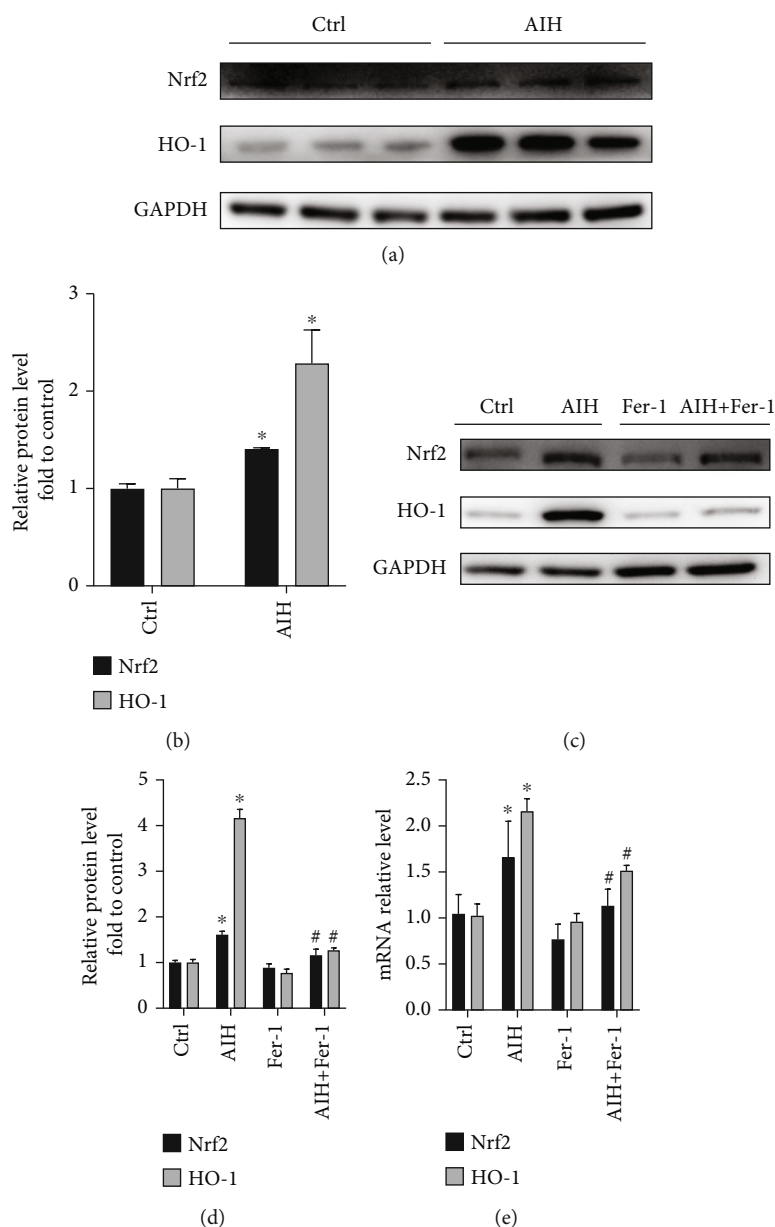 Ctrl AIH
Nrf2
HO-1
GAPDH
(a)
3
2
1
0
Relative protein level
fold to control
* *
Ctrl
AIH
Nrf2
HO-1
(b)
Ctrl AIH Fer-1 AIH+Fer-1
Nrf2
HO-1
GAPDH
(c)
5
4
3
2
1
0
Relative protein level
fold to control
* * # #
Ctrl
AIH
Fer-1
AIH+Fer-1
Nrf2
HO-1
(d)
2.5
2.0
1.5
1.0
0.5
0.0
mRNA relative level
* * # #
Ctrl
AIH
Fer-1
AIH+Fer-1
Nrf2
HO-1
(e)